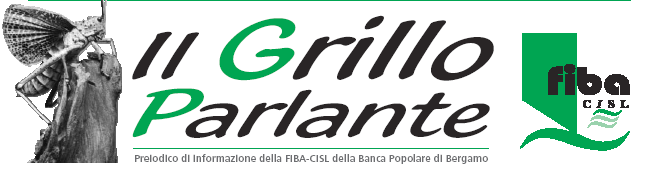 Il Grillo
Parlante
Preiodico di Informazione della FIBA-CISL della Banca Popolare di Bergamo
fiba
CISL